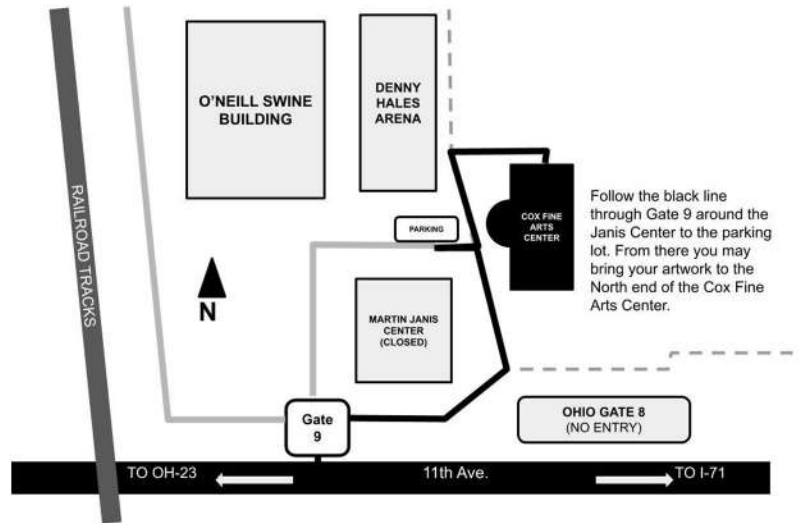 O'NEILL SWINE
BUILDING
DENNY
HALES
ARENA
RAILROAD TRACKS
PARKING
COX FINE
ARTS
CENTER
Follow the black line
through Gate 9 around the
Janis Center to the parking
lot. From there you may
bring your artwork to the
North end of the Cox Fine
Arts Center.
N
MARTIN JANIS
CENTER
(CLOSED)
Gate
9
OHIO GATE 8
(NO ENTRY)
TO OH-23
11th Ave.
TO I-71